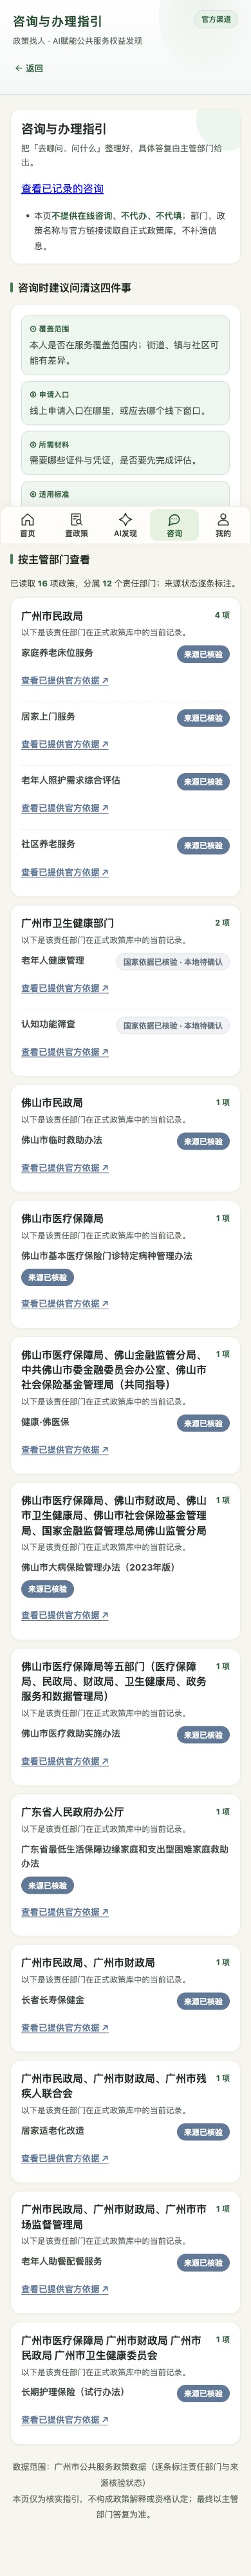 咨询与办理指引
官方渠道
政策找人 · AI赋能公共服务权益发现
← 返回
咨询与办理指引
把「去哪问、问什么」整理好，具体答复由主管部门给
出。
查看已记录的咨询
• 本页不提供在线咨询、不代办、不代填；部门、政
策名称与官方链接读取自正式政策库，不补造信
息。
咨询时建议问清这四件事
① 覆盖范围
本人是否在服务覆盖范围内；街道、镇与社区可
能有差异。
② 申请入口
线上申请入口在哪里，或应去哪个线下窗口。
③ 所需材料
需要哪些证件与凭证，是否要先完成评估。
④ 适用标准
首页
查政策
AI发现
咨询
我的
按主管部门查看
已读取 16 项政策，分属 12 个责任部门；来源状态逐条标注。
广州市民政局
4 项
以下是该责任部门在正式政策库中的当前记录。
家庭养老床位服务
来源已核验
查看已提供官方依据 ↗
居家上门服务
来源已核验
查看已提供官方依据 ↗
老年人照护需求综合评估
来源已核验
查看已提供官方依据 ↗
社区养老服务
来源已核验
查看已提供官方依据 ↗
广州市卫生健康部门
2 项
以下是该责任部门在正式政策库中的当前记录。
老年人健康管理
国家依据已核验 · 本地待确认
查看已提供官方依据 ↗
认知功能筛查
国家依据已核验 · 本地待确认
查看已提供官方依据 ↗
佛山市民政局
1 项
以下是该责任部门在正式政策库中的当前记录。
佛山市临时救助办法
来源已核验
查看已提供官方依据 ↗
佛山市医疗保障局
1 项
以下是该责任部门在正式政策库中的当前记录。
佛山市基本医疗保险门诊特定病种管理办法
来源已核验
查看已提供官方依据 ↗
佛山市医疗保障局、佛山金融监管分局、
中共佛山市委金融委员会办公室、佛山市
社会保险基金管理局（共同指导）
1 项
以下是该责任部门在正式政策库中的当前记录。
健康·佛医保
来源已核验
查看已提供官方依据 ↗
佛山市医疗保障局、佛山市财政局、佛山
市卫生健康局、佛山市社会保险基金管理
局、国家金融监督管理总局佛山监管分局
1 项
以下是该责任部门在正式政策库中的当前记录。
佛山市大病保险管理办法（2023年版）
来源已核验
查看已提供官方依据 ↗
佛山市医疗保障局等五部门（医疗保障
局、民政局、财政局、卫生健康局、政务
服务和数据管理局）
1 项
以下是该责任部门在正式政策库中的当前记录。
佛山市医疗救助实施办法
来源已核验
查看已提供官方依据 ↗
广东省人民政府办公厅
1 项
以下是该责任部门在正式政策库中的当前记录。
广东省最低生活保障边缘家庭和支出型困难家庭救助
办法
来源已核验
查看已提供官方依据 ↗
广州市民政局、广州市财政局
1 项
以下是该责任部门在正式政策库中的当前记录。
长者长寿保健金
来源已核验
查看已提供官方依据 ↗
广州市民政局、广州市财政局、广州市残
疾人联合会
1 项
以下是该责任部门在正式政策库中的当前记录。
居家适老化改造
来源已核验
查看已提供官方依据 ↗
广州市民政局、广州市财政局、广州市市
场监督管理局
1 项
以下是该责任部门在正式政策库中的当前记录。
老年人助餐配餐服务
来源已核验
查看已提供官方依据 ↗
广州市医疗保障局 广州市财政局 广州市
民政局 广州市卫生健康委员会
1 项
以下是该责任部门在正式政策库中的当前记录。
长期护理保险（试行办法）
来源已核验
查看已提供官方依据 ↗
数据范围：广州市公共服务政策数据（逐条标注责任部门与来
源核验状态）
本页仅为核实指引，不构成政策解释或资格认定；最终以主管
部门答复为准。